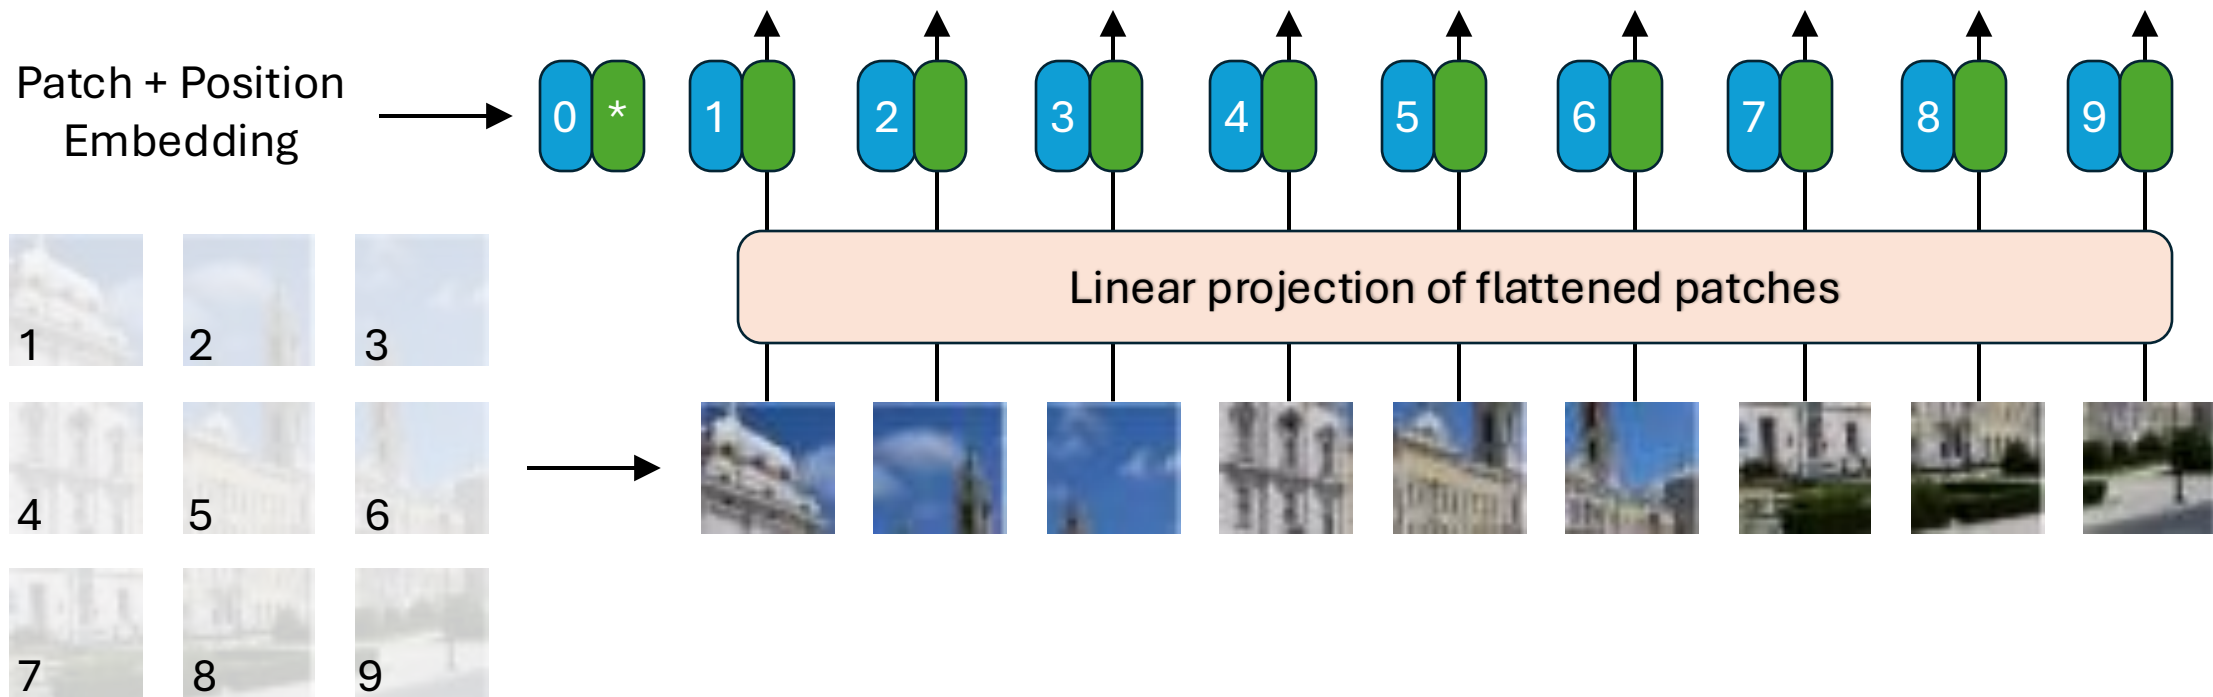 Patch + Position
Embedding
0 * 1 2 3 4 5 6 7 8 9
Linear projection of flattened patches
1 2 3
4 5 6
7 8 9